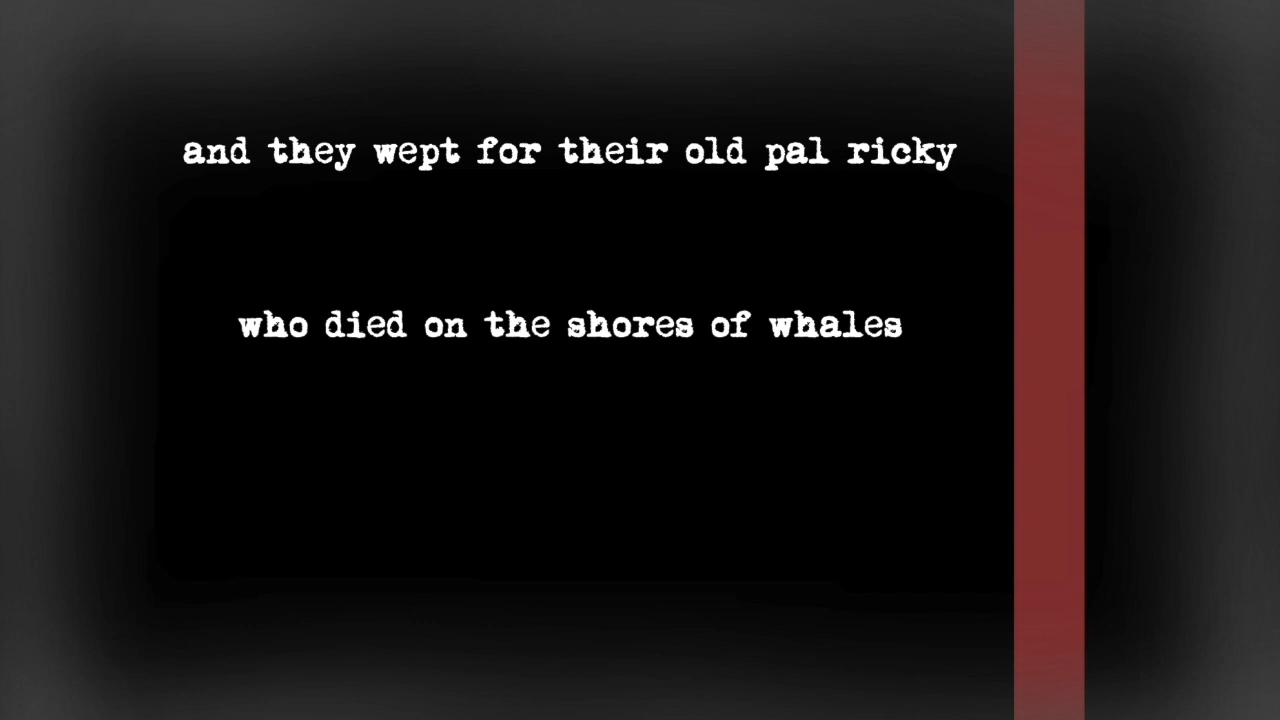 and they wept for their old pal ricky
who died on the shores of whales